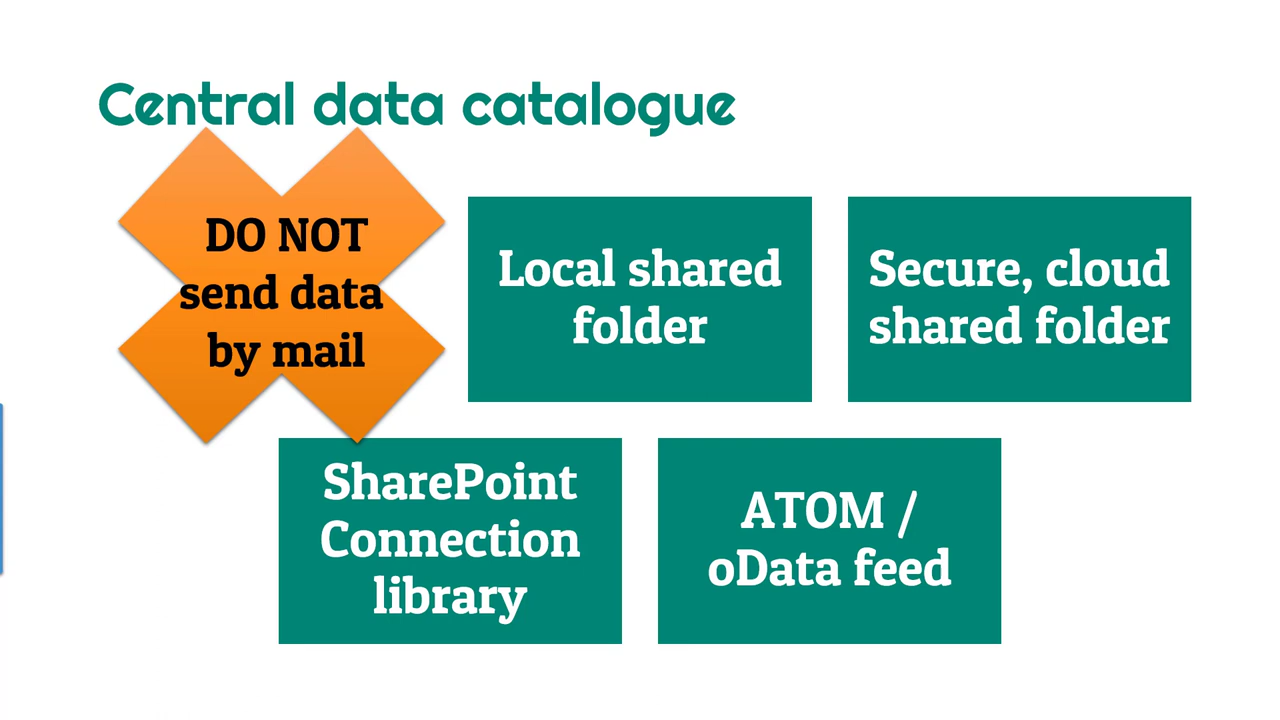 Central data catalogue
DO NOT
send data
by mail
Local shared
folder
Secure, cloud
shared folder
SharePoint
Connection
library
ATOM /
oData feed